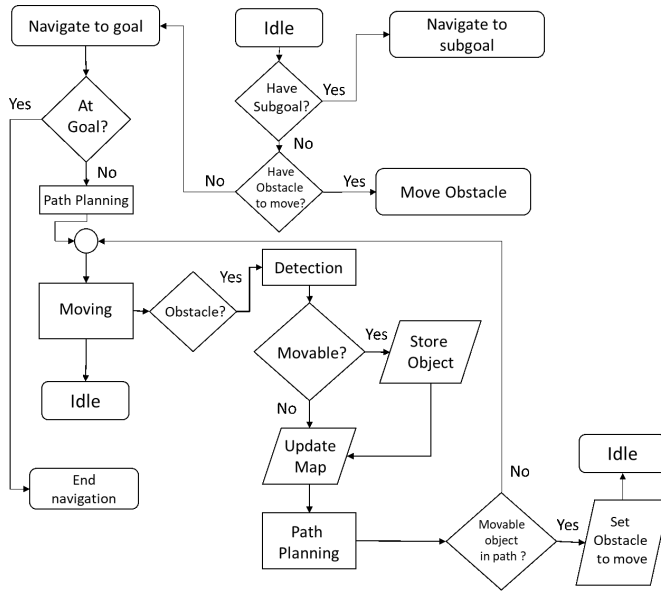 Navigate to goal
Idle
Navigate to
subgoal
Yes
At
Goal?
Have
Subgoal?
Yes
No
No
Path Planning
No
Have
Obstacle
to move?
Yes
Move Obstacle
Moving
Obstacle?
Yes
Detection
Movable?
Yes
Store
Object
Idle
No
Update
Map
End
navigation
No
Idle
Path
Planning
Movable
object
in path ?
Yes
Set
Obstacle
to move